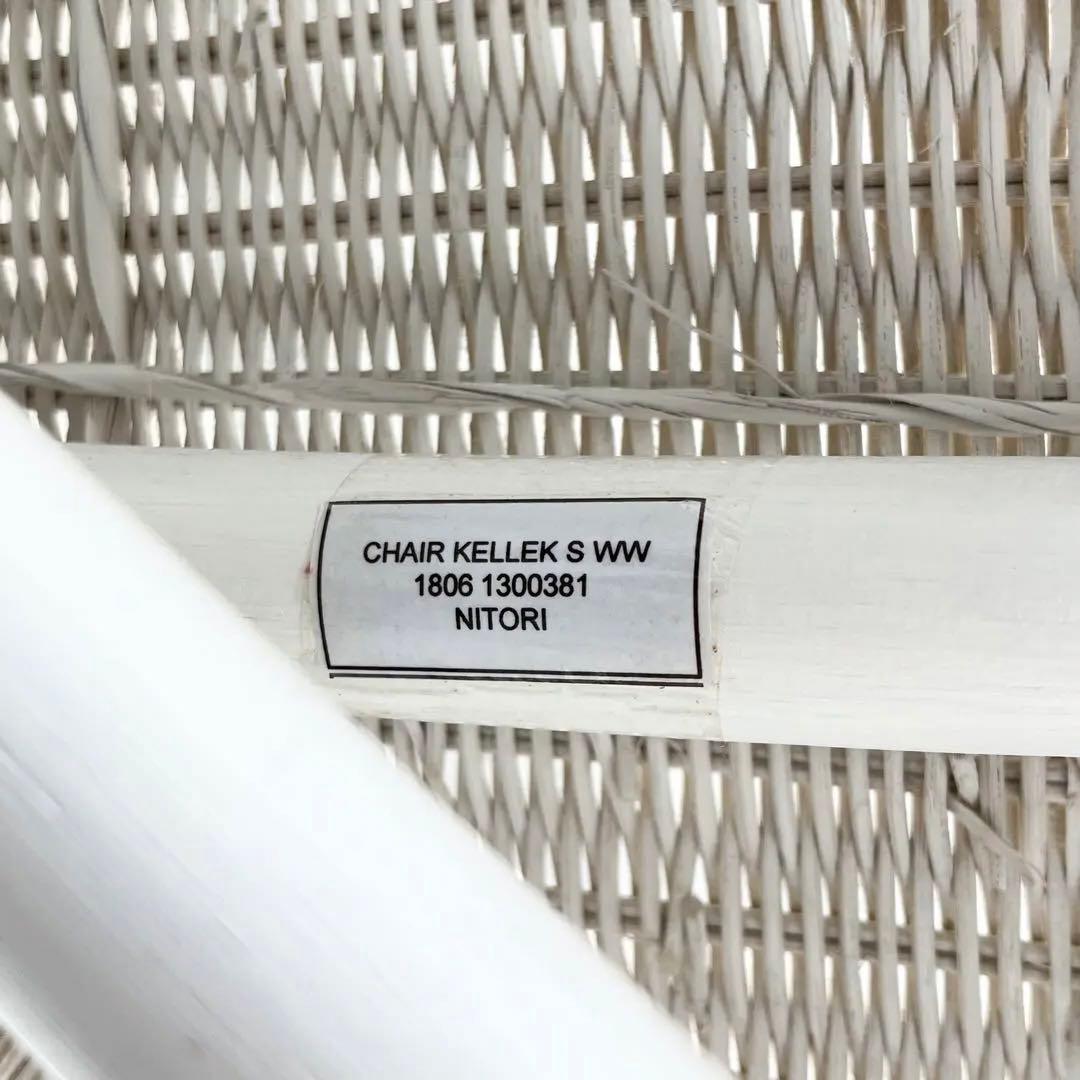 CHAIR KELLEK S WW
1806 1300381
NITORI